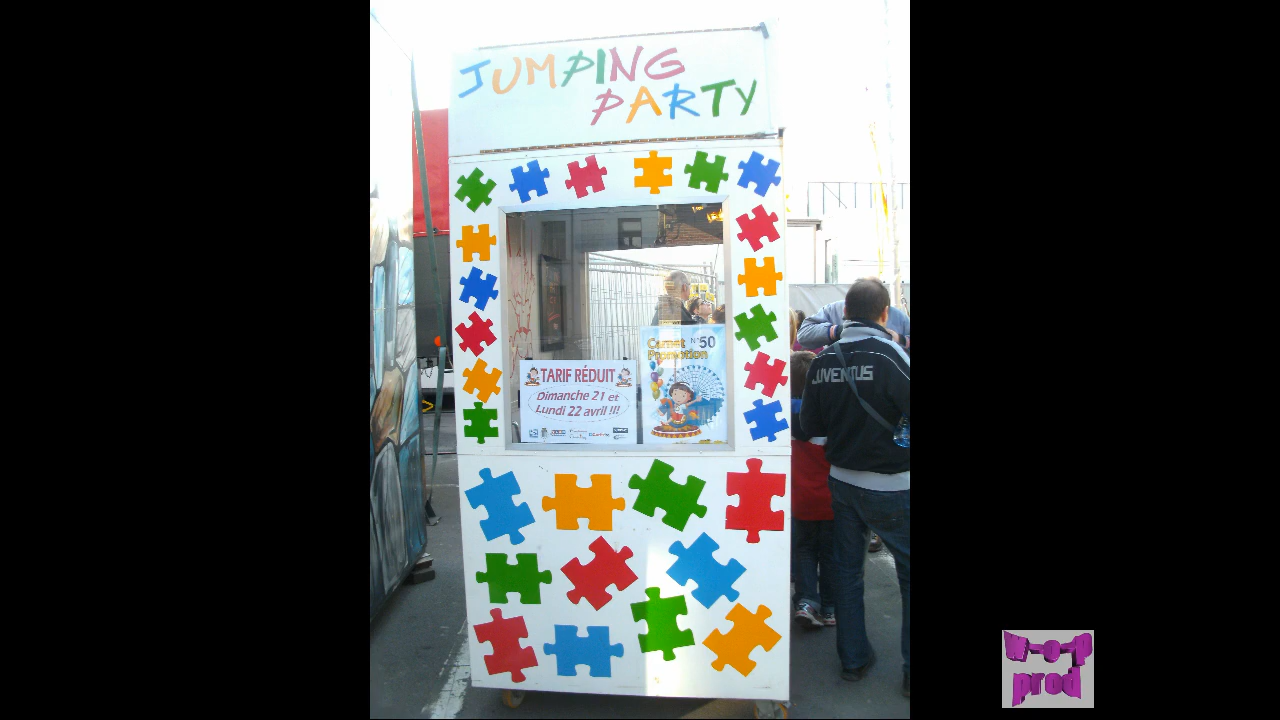 JUMPING
PARTY
Carnet N°50
Promotion
TARIF RÉDUIT
Dimanche 21 et
Lundi 22 avril !!!
JUVENTUS
w-o-p
prod